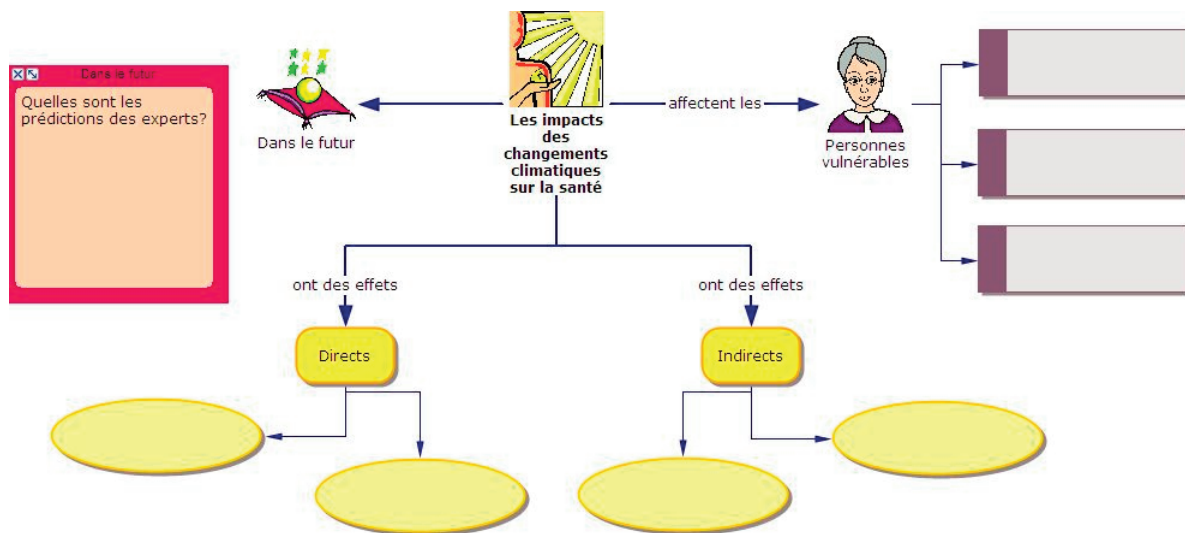 Dans le futur
Quelles sont les
prédictions des experts?
Dans le futur
Les impacts
des
changements
climatiques
sur la santé
affectent les
Personnes
vulnérables
ont des effets
ont des effets
Directs
Indirects